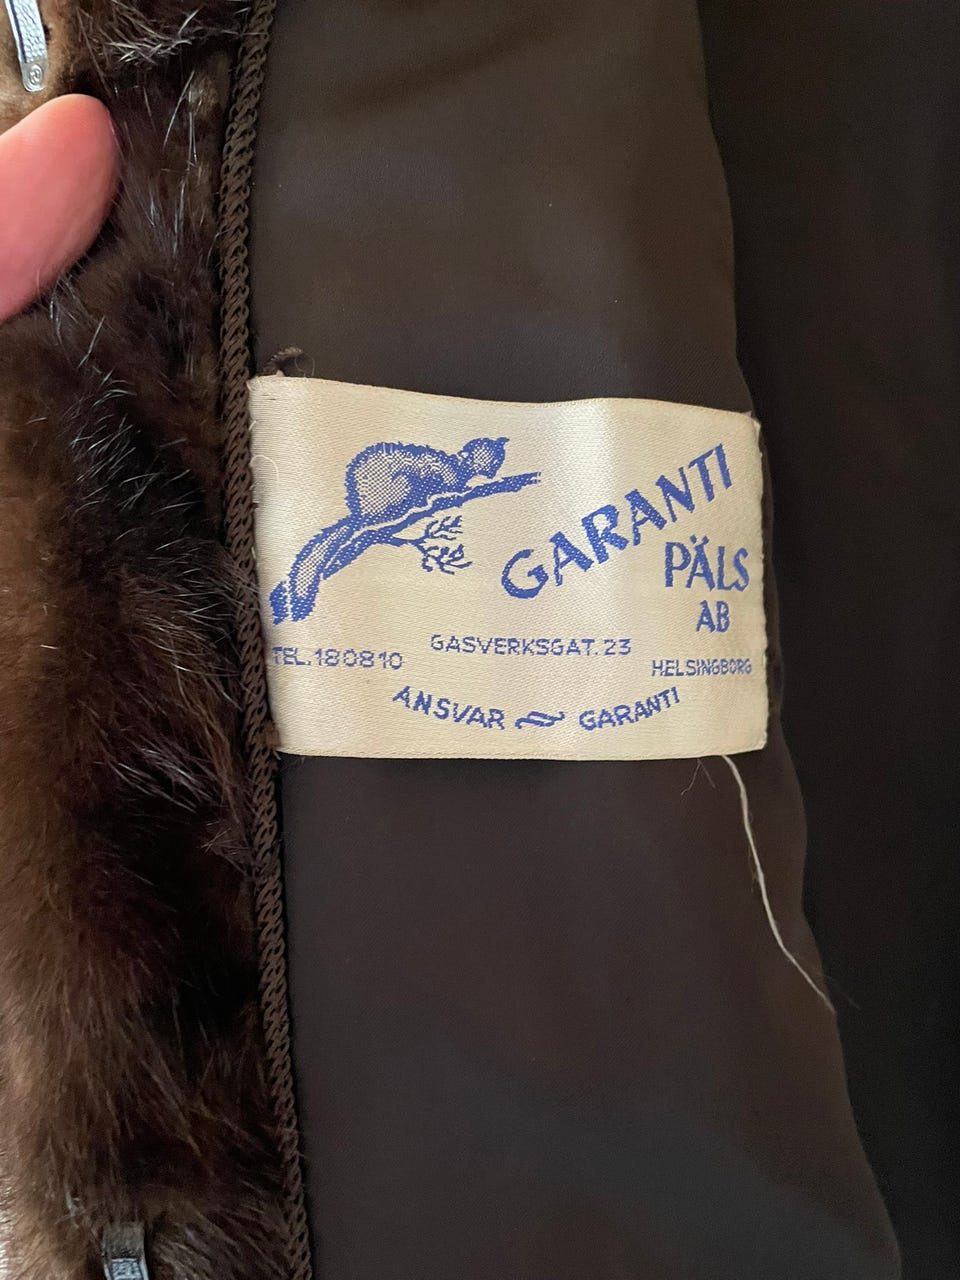 GARANTI
PÄLS
AB
GASVERKSGAT. 23
TEL. 180810
HELSINGBORG
ANSVAR GARANTI